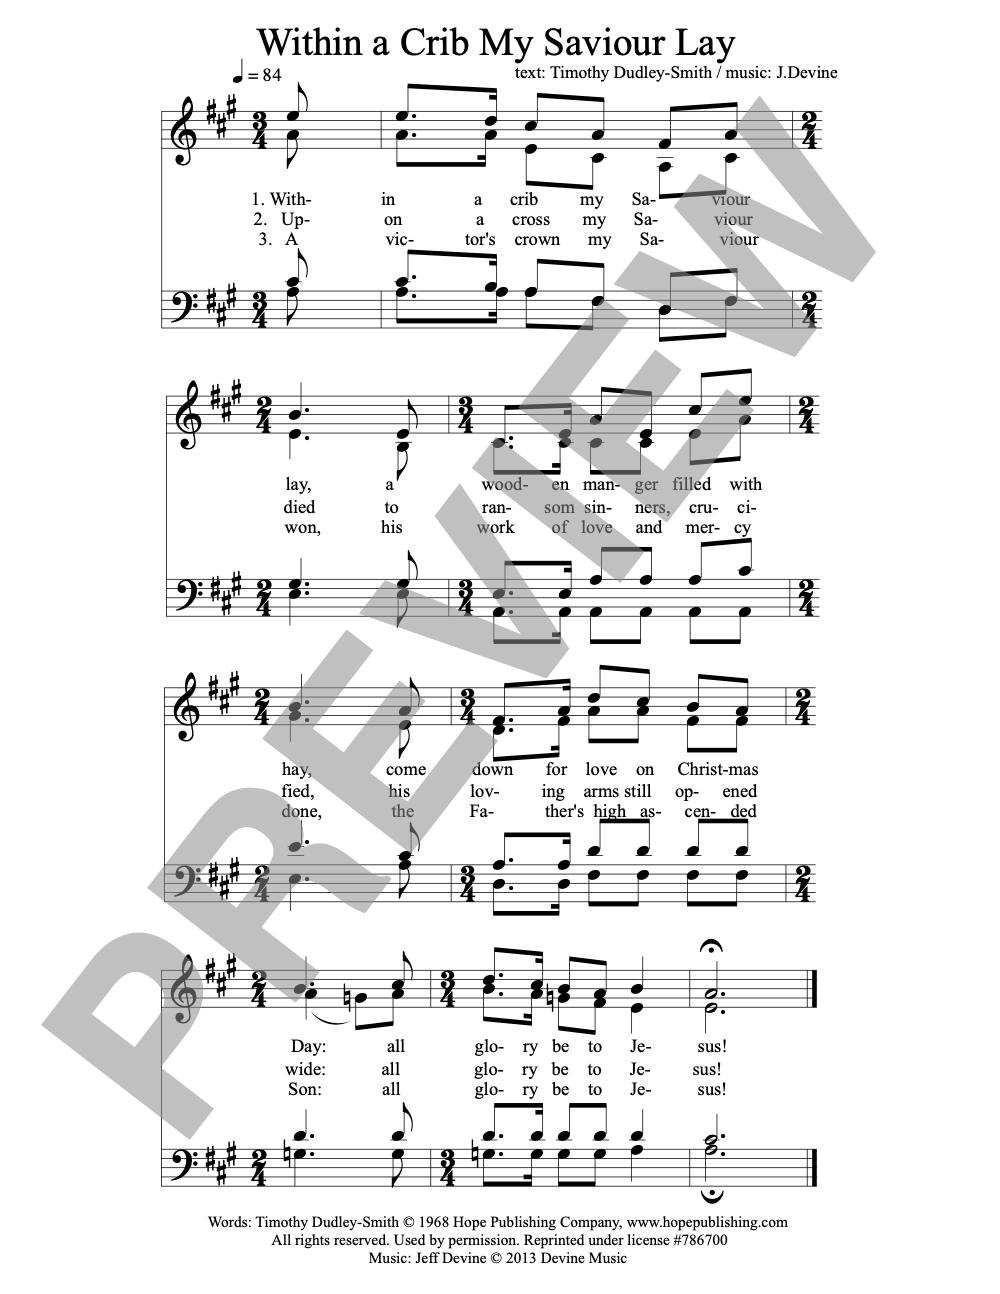 Within a Crib My Saviour Lay
= 84
text: Timothy Dudley-Smith / music: J.Devine
1. With- in a crib my Sa- viour
2. Up- on a cross my Sa- viour
3. A vic- tor's crown my Sa- viour
lay, a wood- en man- ger filled with
died to ran- som sin- ners, cru- ci-
won, his work of love and mer- cy
hay, come down for love on Christ-mas
fied, his lov- ing arms still op- ened
done, the Fa- ther's high as- cen- ded
Day: all glo- ry be to Je- sus!
wide: all glo- ry be to Je- sus!
Son: all glo- ry be to Je- sus!
Words: Timothy Dudley-Smith © 1968 Hope Publishing Company, www.hopepublishing.com
All rights reserved. Used by permission. Reprinted under license #786700
Music: Jeff Devine © 2013 Devine Music
PREVIEW